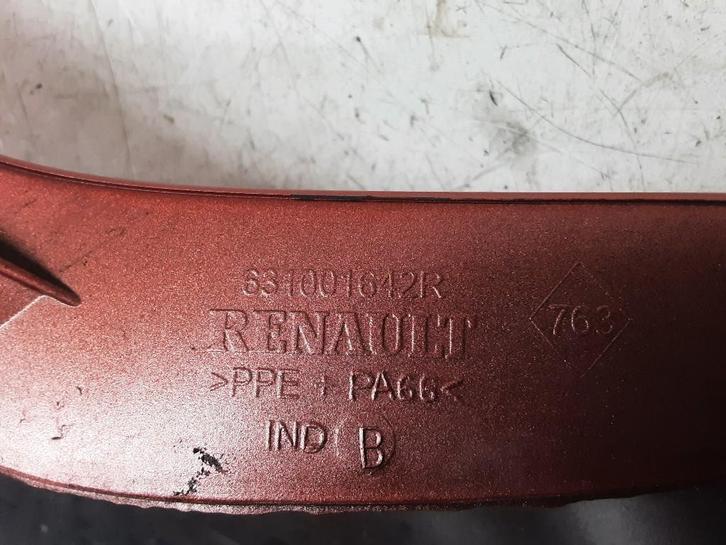 631001642R
RENAULT
763
>PPE + PA66<
IND B